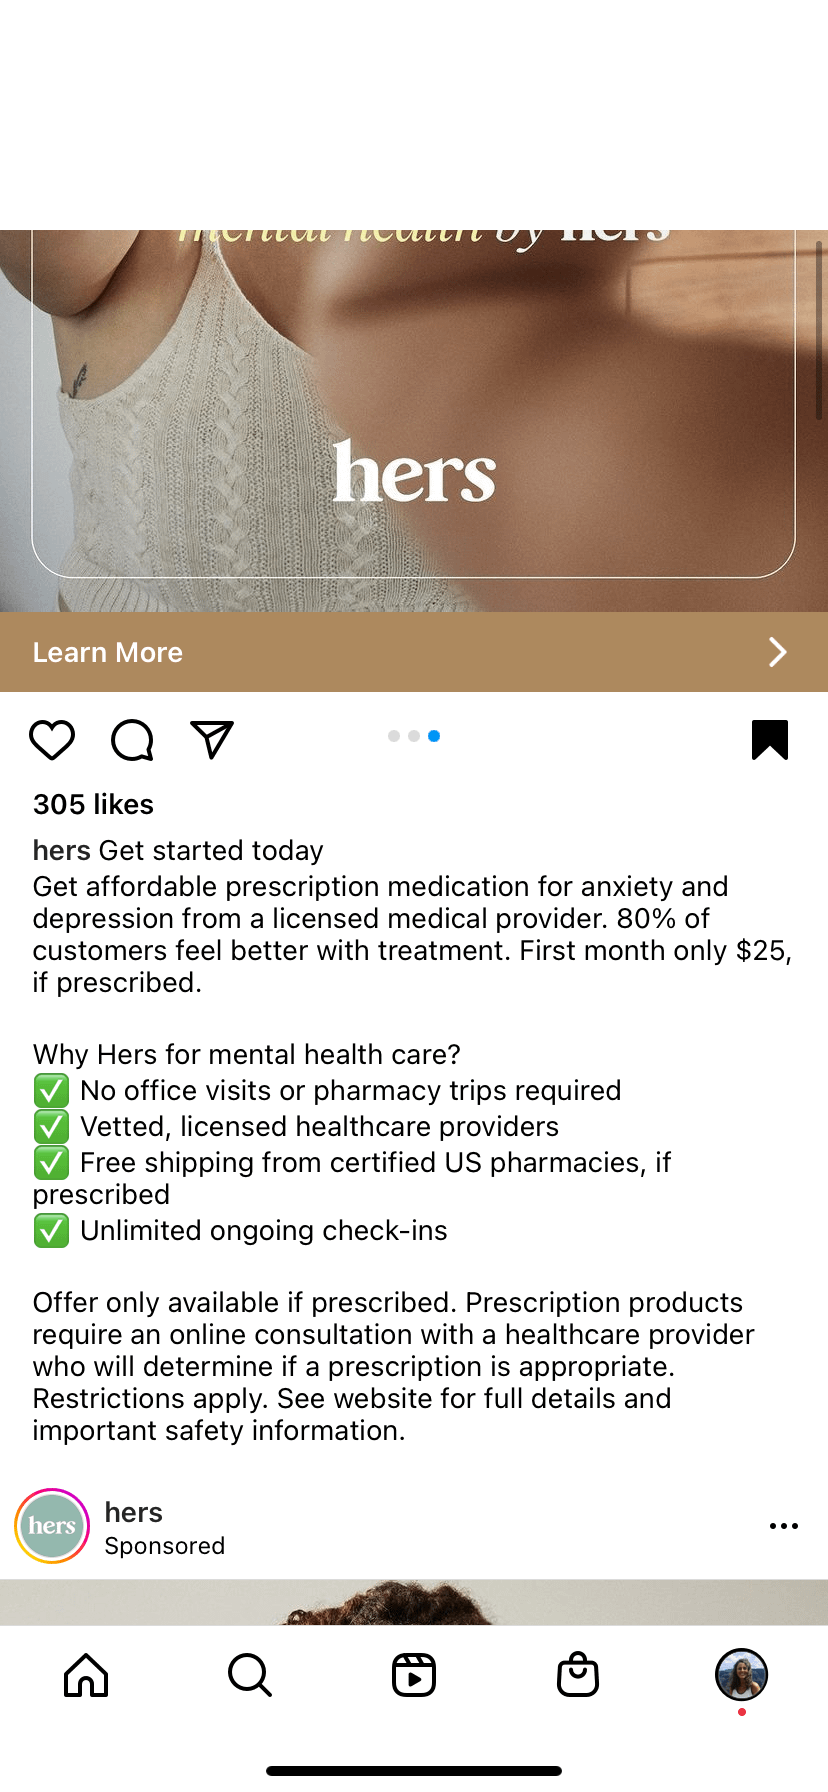 mental health by hers
hers
Learn More
305 likes
hers Get started today
Get affordable prescription medication for anxiety and
depression from a licensed medical provider. 80% of
customers feel better with treatment. First month only $25,
if prescribed.
Why Hers for mental health care?
✅ No office visits or pharmacy trips required
✅ Vetted, licensed healthcare providers
✅ Free shipping from certified US pharmacies, if
prescribed
✅ Unlimited ongoing check-ins
Offer only available if prescribed. Prescription products
require an online consultation with a healthcare provider
who will determine if a prescription is appropriate.
Restrictions apply. See website for full details and
important safety information.
hers
hers
Sponsored